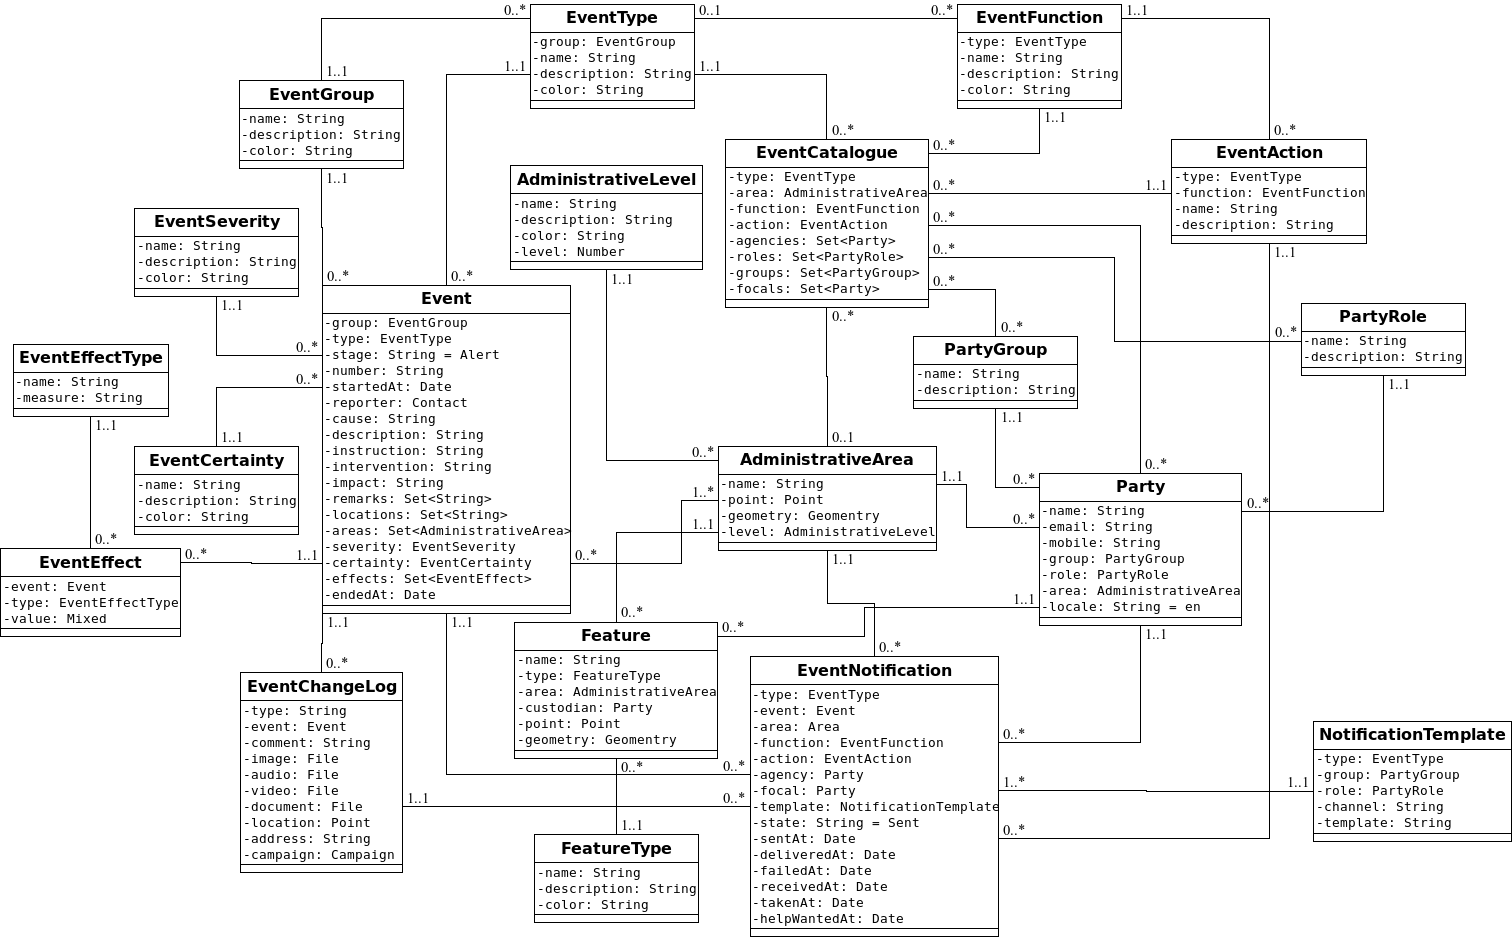 0..*
EventType
-group: EventGroup
-name: String
-description: String
-color: String
0..1
0..*
EventFunction
-type: EventType
-name: String
-description: String
-color: String
1..1
1..1
1..1
1..1
EventGroup
-name: String
-description: String
-color: String
1..1
1..1
0..*
0..*
EventCatalogue
-type: EventType
-area: AdministrativeArea
-function: EventFunction
-action: EventAction
-agencies: Set<Party>
-roles: Set<PartyRole>
-groups: Set<PartyGroup>
-focals: Set<Party>
0..*
0..*
0..*
0..*
0..*
0..*
1..1
EventAction
-type: EventType
-function: EventFunction
-name: String
-description: String
1..1
AdministrativeLevel
-name: String
-description: String
-color: String
-level: Number
1..1
EventSeverity
-name: String
-description: String
-color: String
1..1
0..*
0..*
0..*
0..*
Event
-group: EventGroup
-type: EventType
-stage: String = Alert
-number: String
-startedAt: Date
-reporter: Contact
-cause: String
-description: String
-instruction: String
-intervention: String
-impact: String
-remarks: Set<String>
-locations: Set<String>
-areas: Set<AdministrativeArea>
-severity: EventSeverity
-certainty: EventCertainty
-effects: Set<EventEffect>
-endedAt: Date
0..*
PartyGroup
-name: String
-description: String
1..1
0..*
PartyRole
-name: String
-description: String
1..1
EventEffectType
-name: String
-measure: String
1..1
1..1
EventCertainty
-name: String
-description: String
-color: String
0..1
0..*
1..*
1..1
AdministrativeArea
-name: String
-point: Point
-geometry: Geomentry
-level: AdministrativeLevel
1..1
1..1
0..*
0..*
0..*
Party
-name: String
-email: String
-mobile: String
-group: PartyGroup
-role: PartyRole
-area: AdministrativeArea
-locale: String = en
0..*
1..1
1..1
0..*
EventEffect
-event: Event
-type: EventEffectType
-value: Mixed
0..*
1..1
0..*
1..1
1..1
0..*
EventChangeLog
-type: String
-event: Event
-comment: String
-image: File
-audio: File
-video: File
-document: File
-location: Point
-address: String
-campaign: Campaign
1..1
0..*
Feature
-name: String
-type: FeatureType
-area: AdministrativeArea
-custodian: Party
-point: Point
-geometry: Geomentry
0..*
0..*
1..1
FeatureType
-name: String
-description: String
-color: String
0..*
0..*
0..*
EventNotification
-type: EventType
-event: Event
-area: Area
-function: EventFunction
-action: EventAction
-agency: Party
-focal: Party
-template: NotificationTemplate
-state: String = Sent
-sentAt: Date
-deliveredAt: Date
-failedAt: Date
-receivedAt: Date
-takenAt: Date
-helpWantedAt: Date
0..*
1..*
0..*
1..1
NotificationTemplate
-type: EventType
-group: PartyGroup
-role: PartyRole
-channel: String
-template: String